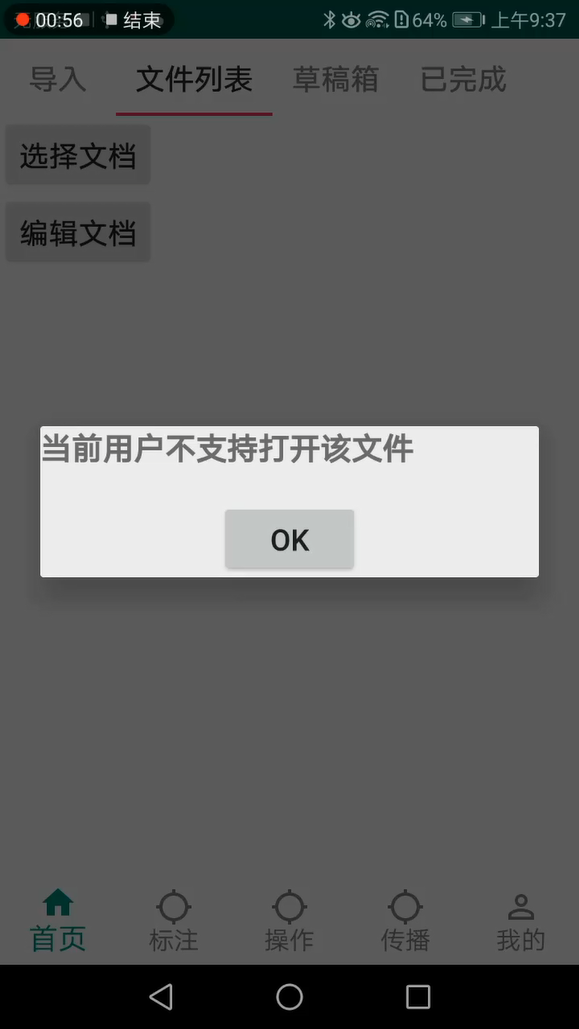 00:56 结束 64% 上午9:37
导入 文件列表 草稿箱 已完成
选择文档
编辑文档
当前用户不支持打开该文件
OK
首页 标注 操作 传播 我的